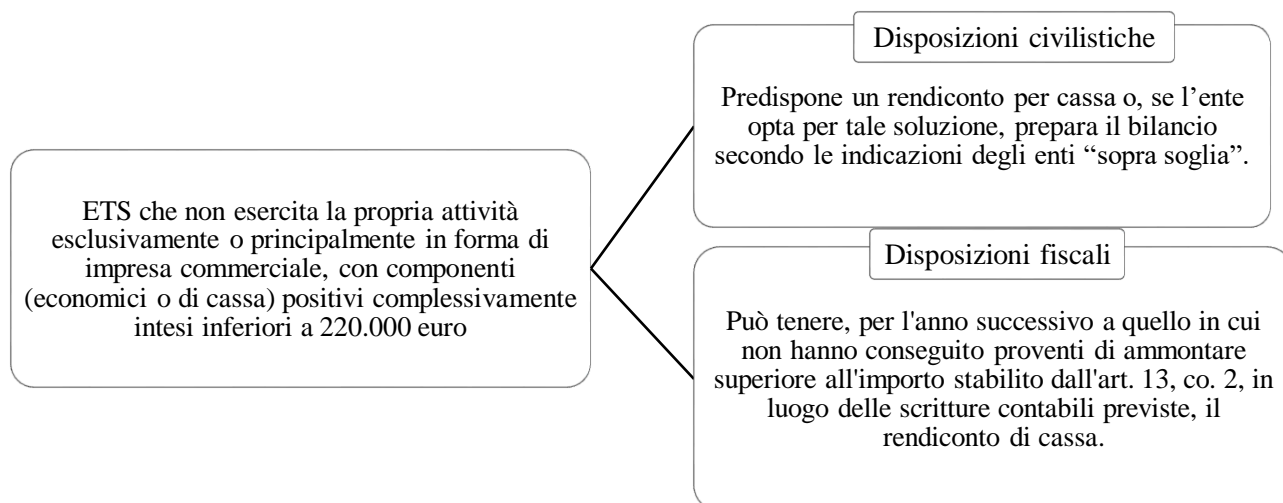 ETS che non esercita la propria attività
esclusivamente o principalmente in forma di
impresa commerciale, con componenti
(economici o di cassa) positivi complessivamente
intesi inferiori a 220.000 euro
Disposizioni civilistiche
Predispone un rendiconto per cassa o, se l’ente
opta per tale soluzione, prepara il bilancio
secondo le indicazioni degli enti “sopra soglia”.
Disposizioni fiscali
Può tenere, per l'anno successivo a quello in cui
non hanno conseguito proventi di ammontare
superiore all'importo stabilito dall'art. 13, co. 2, in
luogo delle scritture contabili previste, il
rendiconto di cassa.